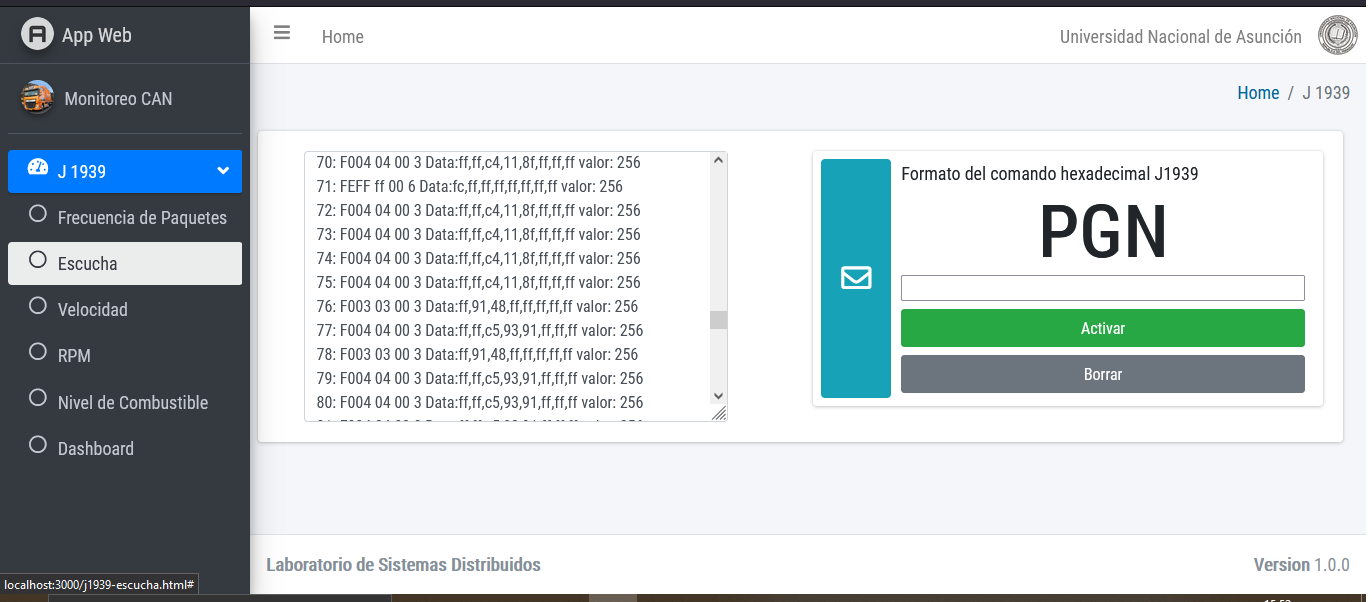 App Web
Home
Universidad Nacional de Asunción
Monitoreo CAN
Home / J 1939
J 1939
Frecuencia de Paquetes
Escucha
Velocidad
RPM
Nivel de Combustible
Dashboard
70: F004 04 00 3 Data:ff,ff,c4,11,8f,ff,ff,ff valor: 256
71: FEFF ff 00 6 Data:fc,ff,ff,ff,ff,ff,ff,ff valor: 256
72: F004 04 00 3 Data:ff,ff,c4,11,8f,ff,ff,ff valor: 256
73: F004 04 00 3 Data:ff,ff,c4,11,8f,ff,ff,ff valor: 256
74: F004 04 00 3 Data:ff,ff,c4,11,8f,ff,ff,ff valor: 256
75: F004 04 00 3 Data:ff,ff,c4,11,8f,ff,ff,ff valor: 256
76: F003 03 00 3 Data:ff,91,48,ff,ff,ff,ff,ff valor: 256
77: F004 04 00 3 Data:ff,ff,c5,93,91,ff,ff,ff valor: 256
78: F003 03 00 3 Data:ff,91,48,ff,ff,ff,ff,ff valor: 256
79: F004 04 00 3 Data:ff,ff,c5,93,91,ff,ff,ff valor: 256
80: F004 04 00 3 Data:ff,ff,c5,93,91,ff,ff,ff valor: 256
Formato del comando hexadecimal J1939
PGN
Activar
Borrar
Laboratorio de Sistemas Distribuidos
Version 1.0.0
localhost:3000/j1939-escucha.html#